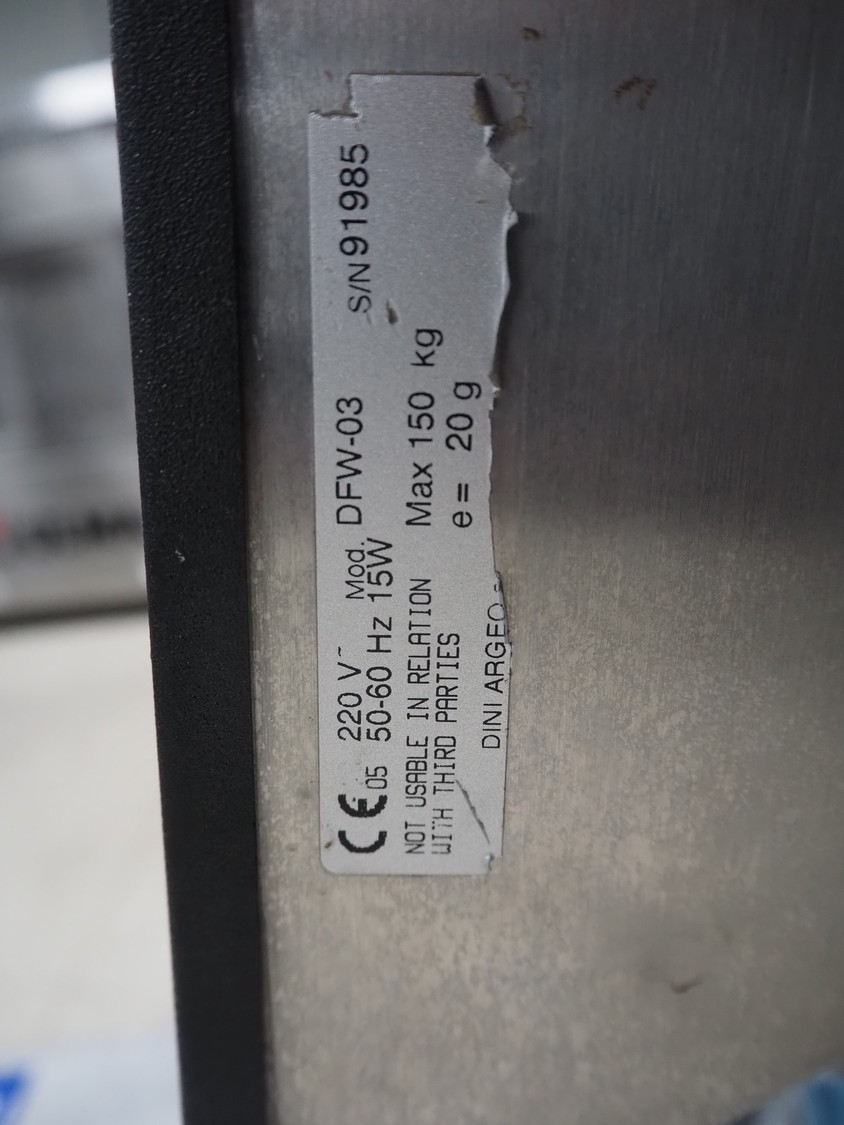 CE 05 220 V~ Mod. DFW-03 S/N 91985
50-60 Hz 15W
NOT USABLE IN RELATION Max 150 kg
WITH THIRD PARTIES e= 20 g
DINI ARGEO